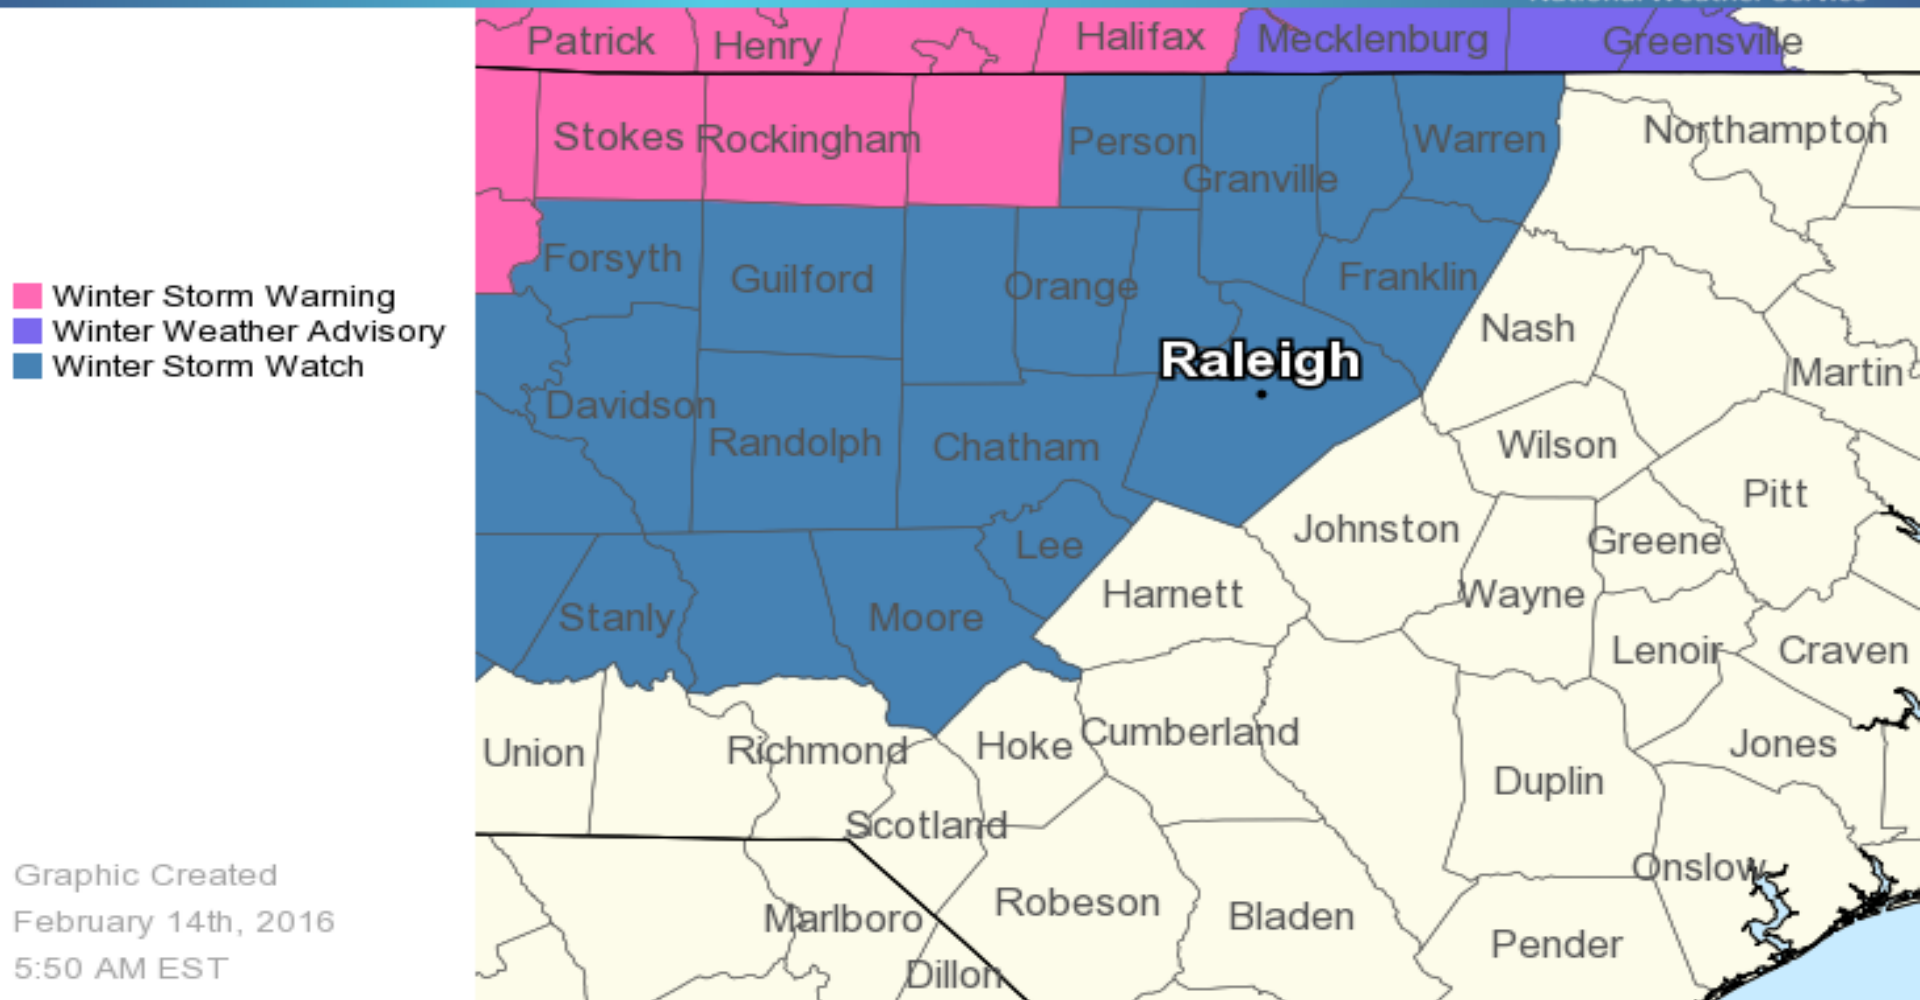 National Weather Service
Patrick
Henry
Halifax
Mecklenburg
Greensville
Stokes
Rockingham
Person
Granville
Warren
Northampton
Forsyth
Guilford
Orange
Franklin
Nash
Winter Storm Warning
Winter Weather Advisory
Winter Storm Watch
Raleigh
Martin
Davidson
Randolph
Chatham
Wilson
Pitt
Lee
Johnston
Greene
Harnett
Wayne
Stanly
Moore
Lenoir
Craven
Union
Richmond
Hoke
Cumberland
Jones
Duplin
Scotland
Onslow
Robeson
Bladen
Marlboro
Pender
Dillon
Graphic Created
February 14th, 2016
5:50 AM EST